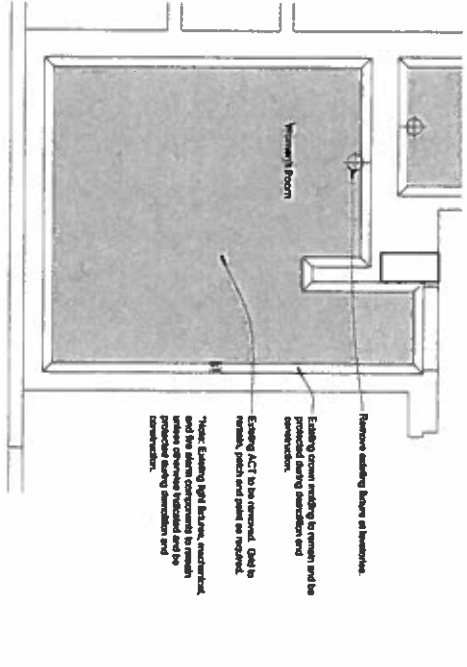 Women's Room
Remove existing fixture at lavatories.
Existing crown molding to remain and be
protected during demolition and
construction.
Existing ACT to be removed. Grid to
remain, patch and paint as required.
*Note: Existing light fixtures, mechanical,
and fire alarm components to remain
unless otherwise indicated and be
protected during demolition and
construction.